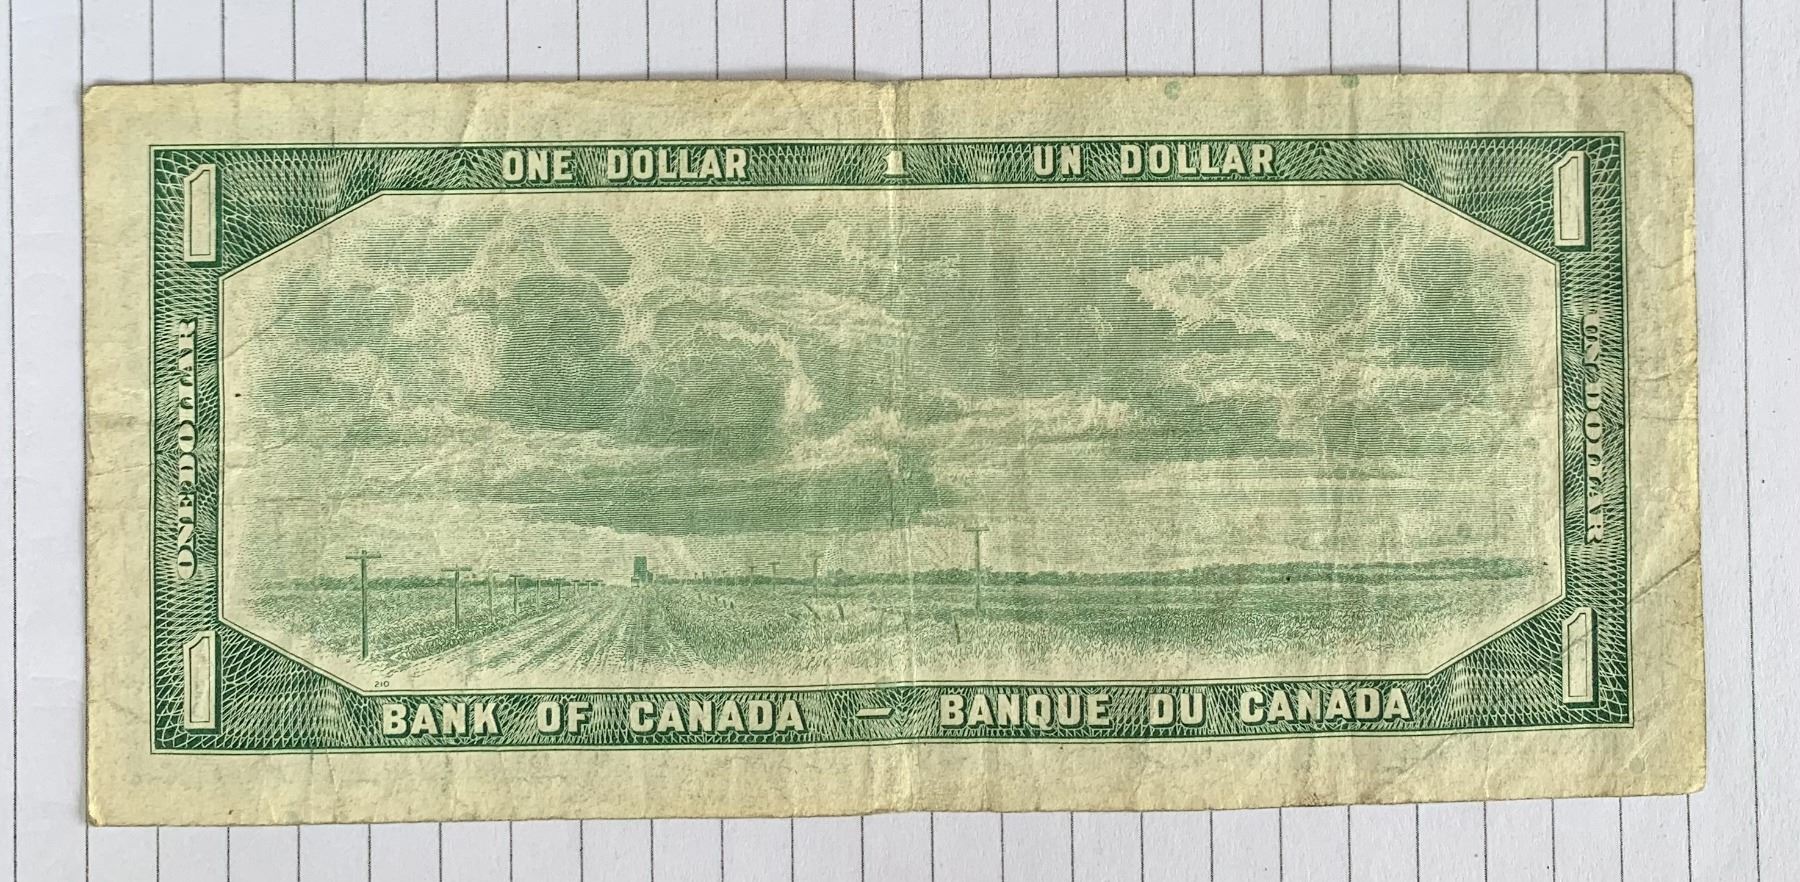 ONE DOLLAR 1 UN DOLLAR
1
1
ONE DOLLAR
UN DOLLAR
1
1
210
BANK OF CANADA — BANQUE DU CANADA